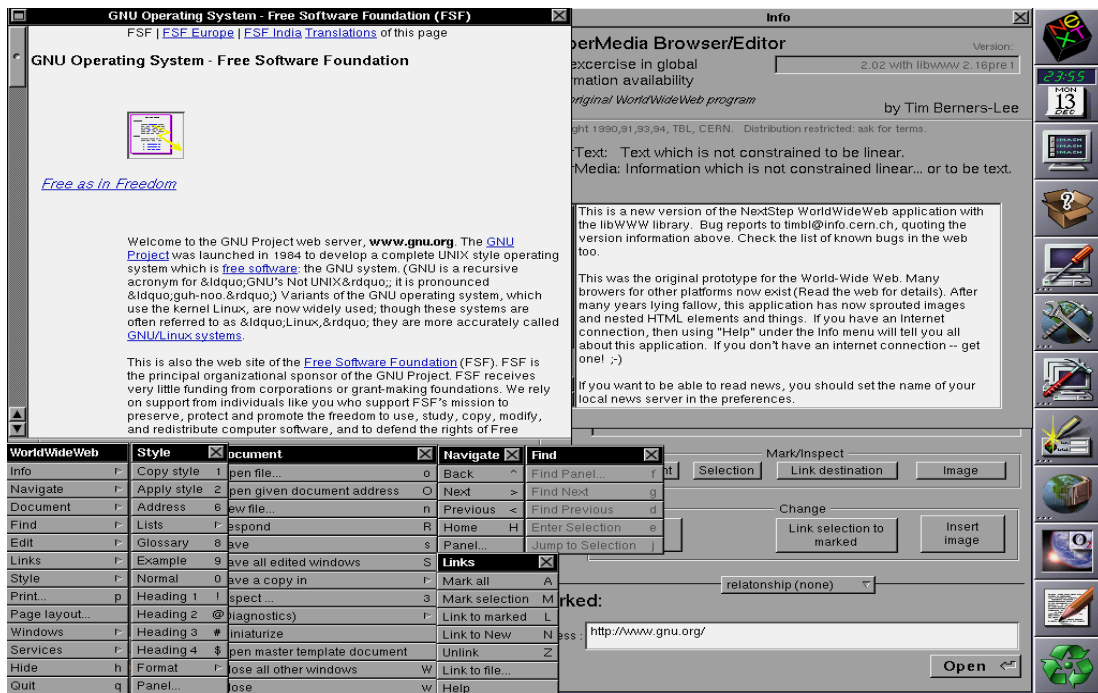 GNU Operating System - Free Software Foundation (FSF)
FSF | FSF Europe | FSF India Translations of this page
GNU Operating System - Free Software Foundation
Free as in Freedom
Welcome to the GNU Project web server, www.gnu.org. The GNU
Project was launched in 1984 to develop a complete UNIX style operating
system which is free software: the GNU system. (GNU is a recursive
acronym for &ldquo;GNU's Not UNIX&rdquo;; it is pronounced
&ldquo;guh-noo.&rdquo;) Variants of the GNU operating system, which
use the kernel Linux, are now widely used; though these systems are
often referred to as &ldquo;Linux,&rdquo; they are more accurately called
GNU/Linux systems.
This is also the web site of the Free Software Foundation (FSF). FSF is
the principal organizational sponsor of the GNU Project. FSF receives
very little funding from corporations or grant-making foundations. We rely
on support from individuals like you who support FSF's mission to
preserve, protect and promote the freedom to use, study, copy, modify,
and redistribute computer software, and to defend the rights of Free
Info
perMedia Browser/Editor
Version:
excercise in global
2.02 with libwww 2.16pre1
mation availability
original WorldWideWeb program
by Tim Berners-Lee
ght 1990,91,93,94, TBL, CERN. Distribution restricted: ask for terms.
rText: Text which is not constrained to be linear.
rMedia: Information which is not constrained linear... or to be text.
This is a new version of the NextStep WorldWideWeb application with
the libWWW library. Bug reports to timbl@info.cern.ch, quoting the
version information above. Check the list of known bugs in the web
too.
This was the original prototype for the World-Wide Web. Many
browers for other platforms now exist (Read the web for details). After
many years lying fallow, this application has now sprouted images
and nested HTML elements and things. If you have an Internet
connection, then using "Help" under the Info menu will tell you all
about this application. If you don't have an internet connection -- get
one! ;-)
If you want to be able to read news, you should set the name of your
local news server in the preferences.
WorldWideWeb
Info
Navigate
Document
Find
Edit
Links
Style
Print... p
Page layout...
Windows
Services
Hide h
Quit q
Style
Copy style 1
Apply style 2
Address 6
Lists
Glossary 8
Example 9
Normal 0
Heading 1 !
Heading 2 @
Heading 3 #
Heading 4 $
Format
Panel...
ocument
pen file... o
pen given document address O
ew file... n
espond R
ave s
ave all edited windows S
ave a copy in
spect ... 3
iagnostics)
iniaturize
pen master template document
lose all other windows W
lose w
Navigate
Back ^
Next >
Previous <
Home H
Panel...
Find
Find Panel... f
Find Next g
Find Previous d
Enter Selection e
Jump to Selection j
Links
Mark all A
Mark selection M
Link to marked L
Link to New N
Unlink Z
Link to file...
Help
Mark/Inspect
nt
Selection
Link destination
Image
Change
Link selection to
marked
Insert
image
relationship (none)
rked:
ess :
http://www.gnu.org/
Open
NeXT
23:55
MON
13
DEC
SMASH
SMASH
SMASH